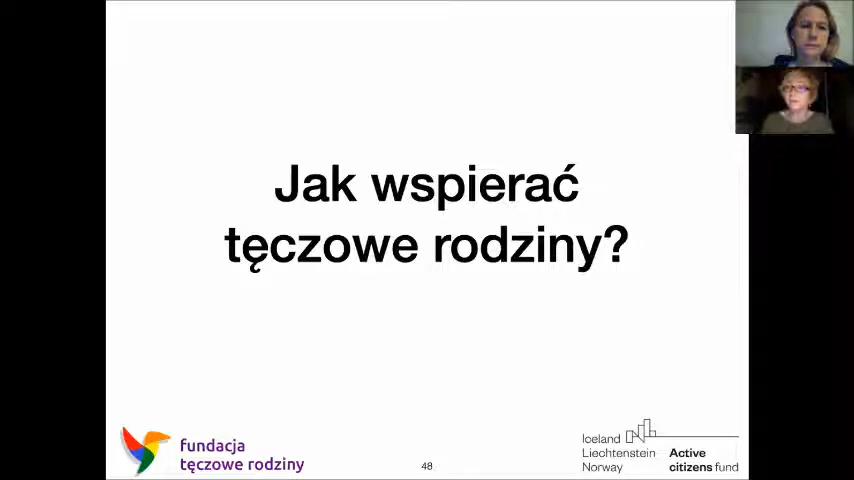 Jak wspierać
tęczowe rodziny?
fundacja
tęczowe rodziny
48
Iceland
Liechtenstein
Norway
Active
citizens fund